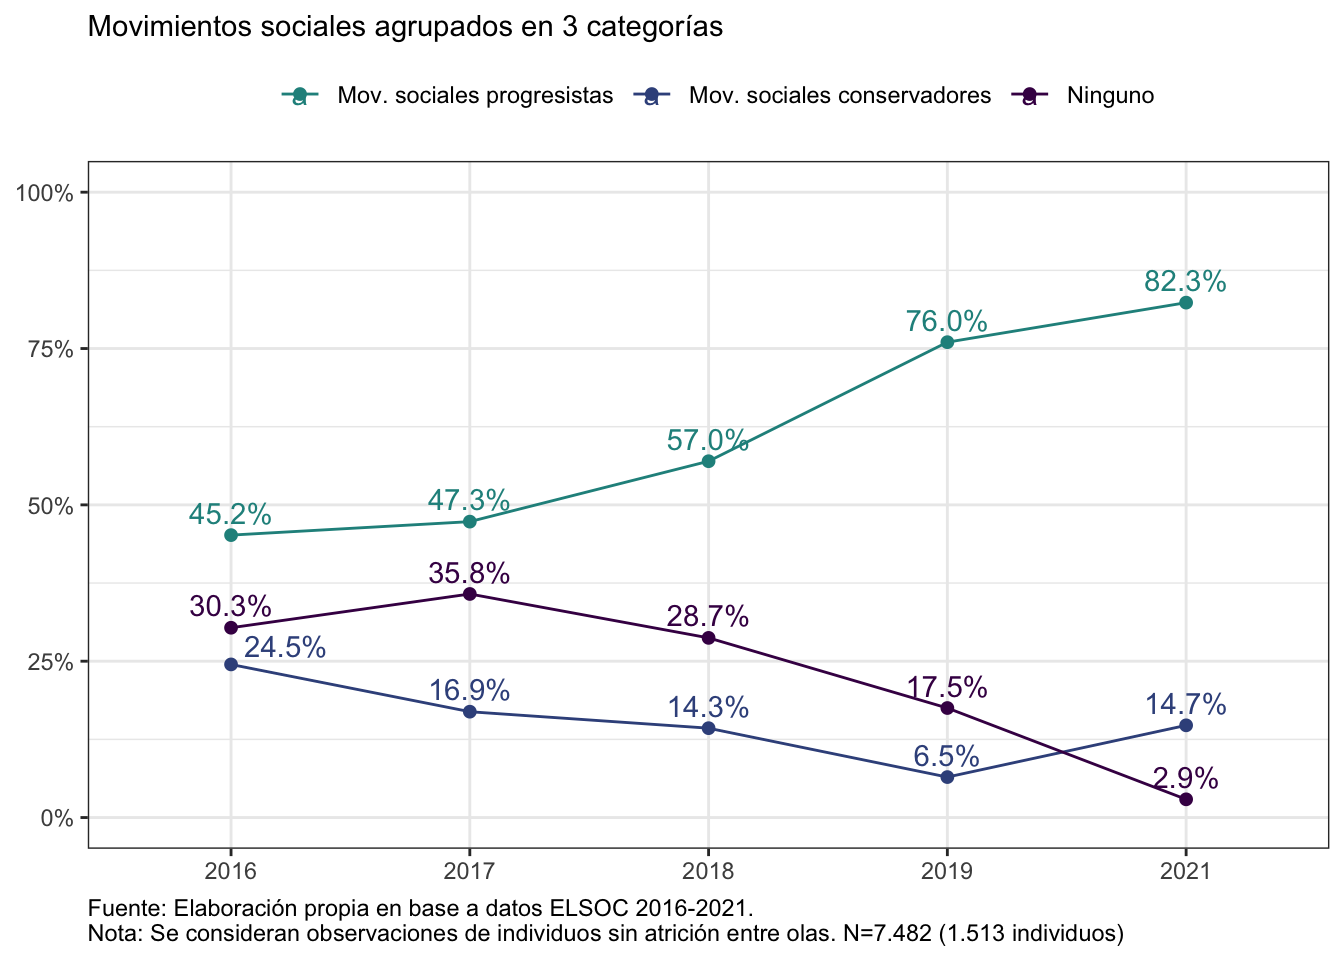 Movimientos sociales agrupados en 3 categorías
a Mov. sociales progresistas a Mov. sociales conservadores a Ninguno
100%
75%
50%
25%
0%
45.2% 47.3% 57.0% 76.0% 82.3%
30.3% 35.8% 28.7% 17.5% 2.9%
24.5% 16.9% 14.3% 6.5% 14.7%
2016 2017 2018 2019 2021
Fuente: Elaboración propia en base a datos ELSOC 2016-2021.
Nota: Se consideran observaciones de individuos sin atrición entre olas. N=7.482 (1.513 individuos)